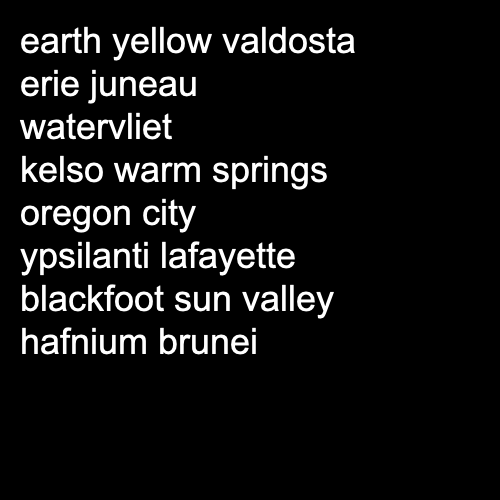 earth yellow valdosta
erie juneau
watervliet
kelso warm springs
oregon city
ypsilanti lafayette
blackfoot sun valley
hafnium brunei